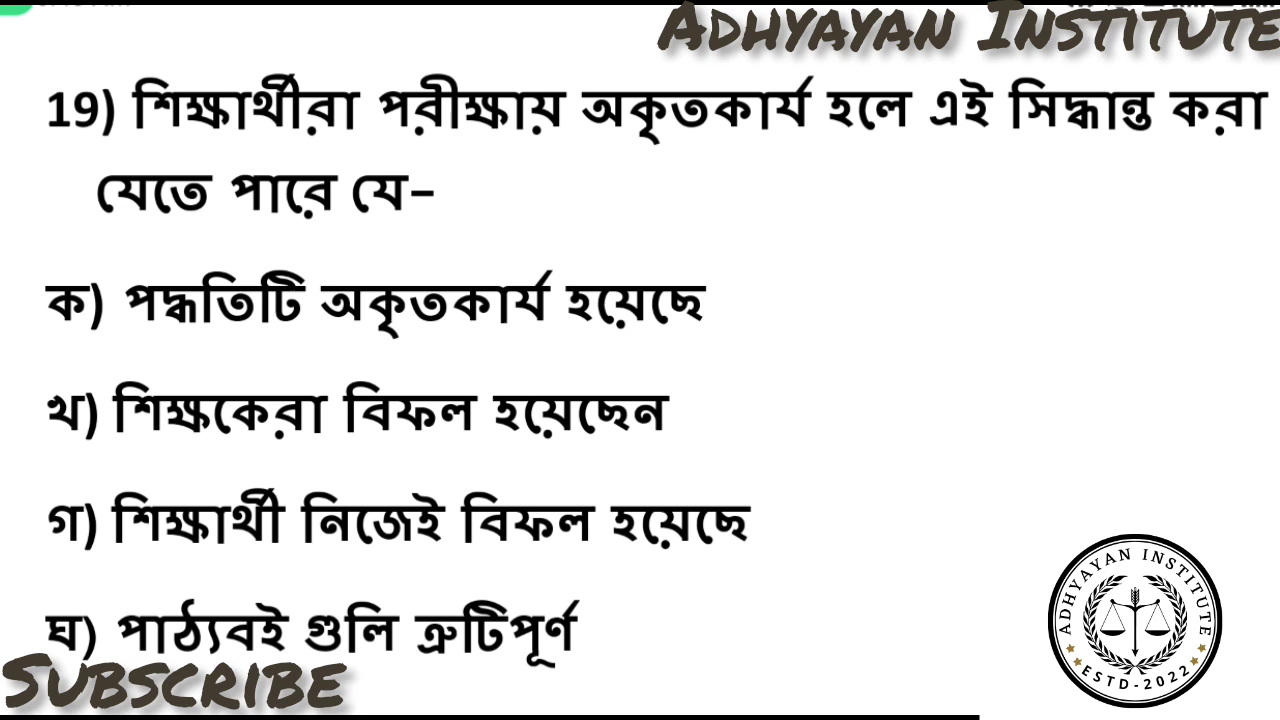 ADHYAYAN INSTITUTE
19) শিক্ষার্থীরা পরীক্ষায় অকৃতকার্য হলে এই সিদ্ধান্ত করা
যেতে পারে যে–
ক) পদ্ধতিটি অকৃতকার্য হয়েছে
খ) শিক্ষকেরা বিফল হয়েছেন
গ) শিক্ষার্থী নিজেই বিফল হয়েছে
ঘ) পাঠ্যবই গুলি ত্রুটিপূর্ণ
SUBSCRIBE
ADHYAYAN INSTITUTE
ESTD-2022